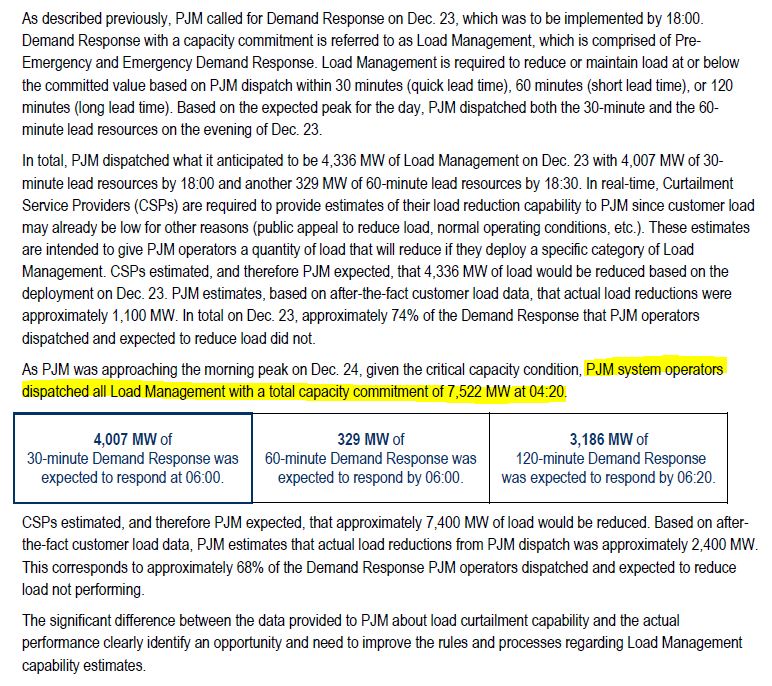 As described previously, PJM called for Demand Response on Dec. 23, which was to be implemented by 18:00.
Demand Response with a capacity commitment is referred to as Load Management, which is comprised of Pre-
Emergency and Emergency Demand Response. Load Management is required to reduce or maintain load at or below
the committed value based on PJM dispatch within 30 minutes (quick lead time), 60 minutes (short lead time), or 120
minutes (long lead time). Based on the expected peak for the day, PJM dispatched both the 30-minute and the 60-
minute lead resources on the evening of Dec. 23.
In total, PJM dispatched what it anticipated to be 4,336 MW of Load Management on Dec. 23 with 4,007 MW of 30-
minute lead resources by 18:00 and another 329 MW of 60-minute lead resources by 18:30. In real-time, Curtailment
Service Providers (CSPs) are required to provide estimates of their load reduction capability to PJM since customer load
may already be low for other reasons (public appeal to reduce load, normal operating conditions, etc.). These estimates
are intended to give PJM operators a quantity of load that will reduce if they deploy a specific category of Load
Management. CSPs estimated, and therefore PJM expected, that 4,336 MW of load would be reduced based on the
deployment on Dec. 23. PJM estimates, based on after-the-fact customer load data, that actual load reductions were
approximately 1,100 MW. In total on Dec. 23, approximately 74% of the Demand Response that PJM operators
dispatched and expected to reduce load did not.
As PJM was approaching the morning peak on Dec. 24, given the critical capacity condition, PJM system operators
dispatched all Load Management with a total capacity commitment of 7,522 MW at 04:20.
4,007 MW of
30-minute Demand Response was
expected to respond at 06:00.
329 MW of
60-minute Demand Response was
expected to respond by 06:00.
3,186 MW of
120-minute Demand Response
was expected to respond by 06:20.
CSPs estimated, and therefore PJM expected, that approximately 7,400 MW of load would be reduced. Based on after-
the-fact customer load data, PJM estimates that actual load reductions from PJM dispatch was approximately 2,400 MW.
This corresponds to approximately 68% of the Demand Response PJM operators dispatched and expected to reduce
load not performing.
The significant difference between the data provided to PJM about load curtailment capability and the actual
performance clearly identify an opportunity and need to improve the rules and processes regarding Load Management
capability estimates.